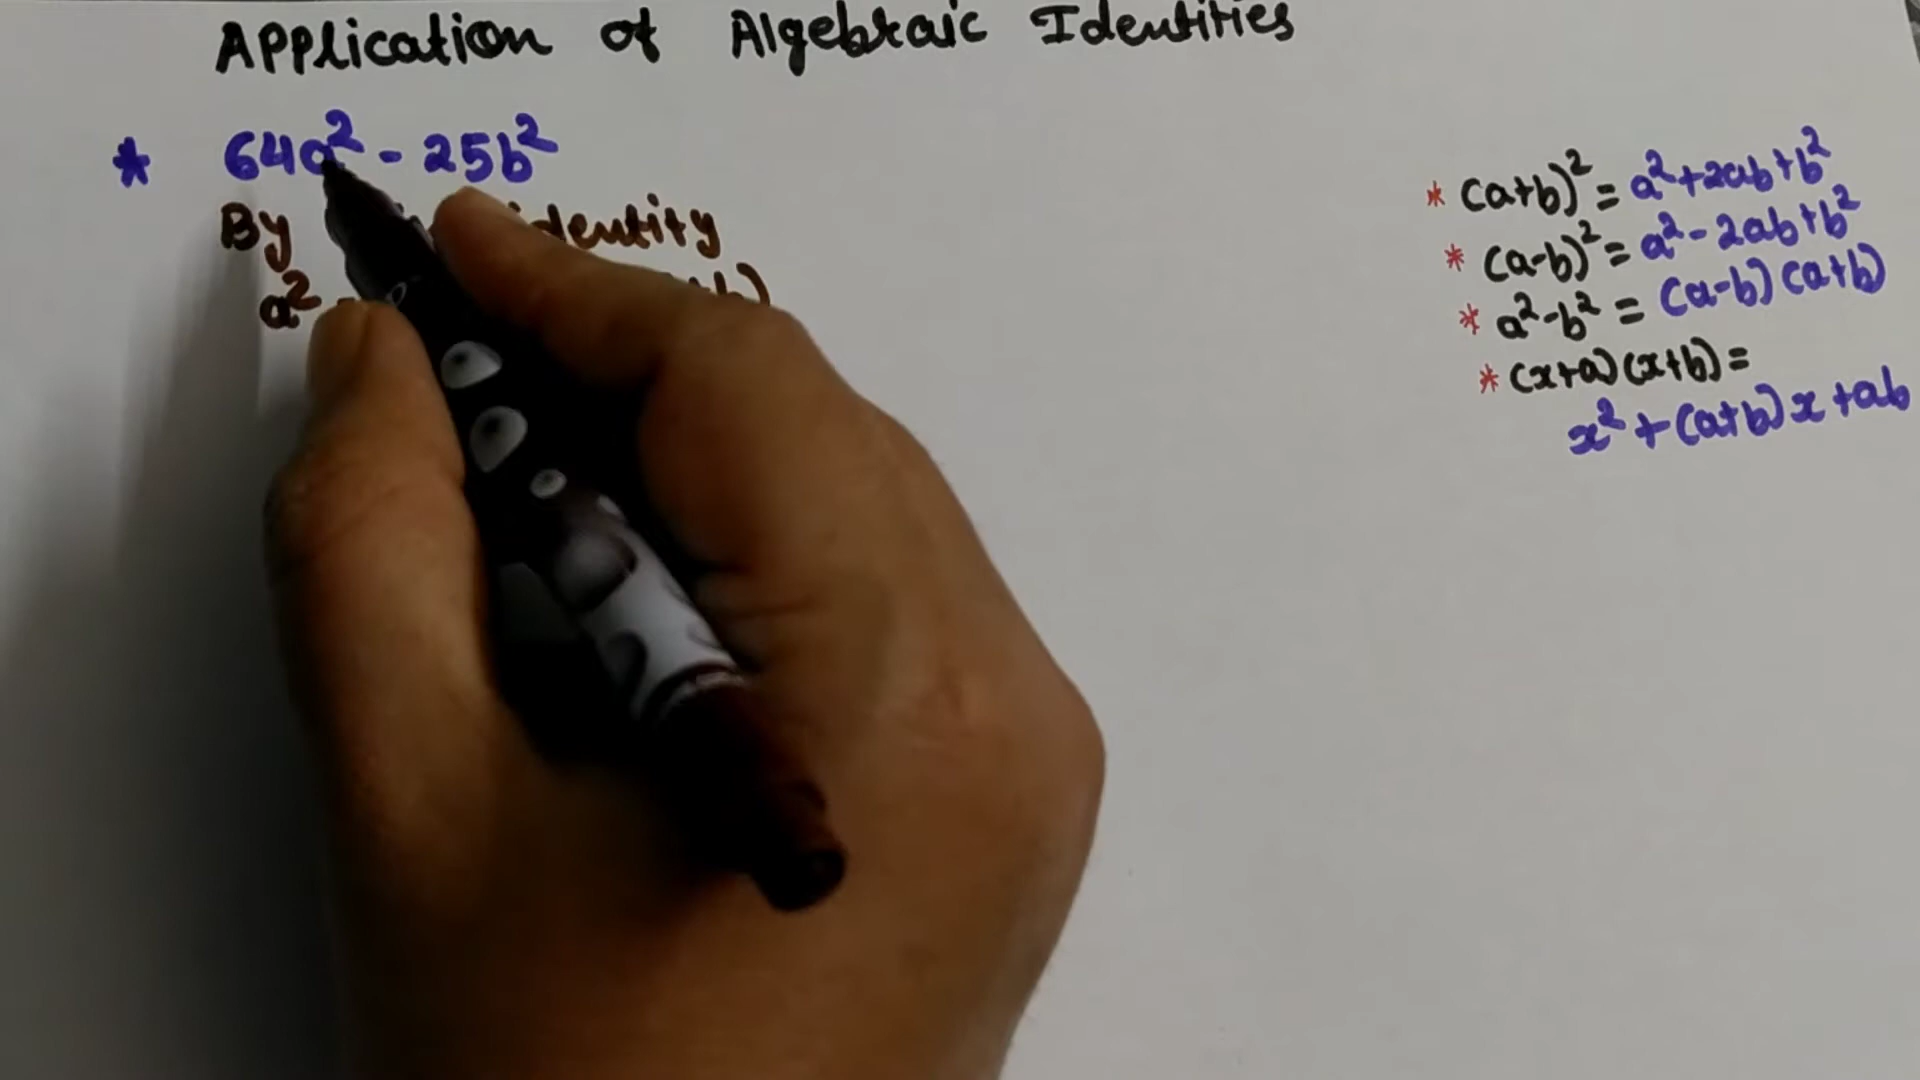 Application of Algebraic Identities
* 64a² - 25b²
By identity
a² -
* (a+b)² = a²+2ab+b²
* (a-b)² = a²-2ab+b²
* a²-b² = (a-b)(a+b)
* (x+a)(x+b) =
x² + (a+b)x + ab